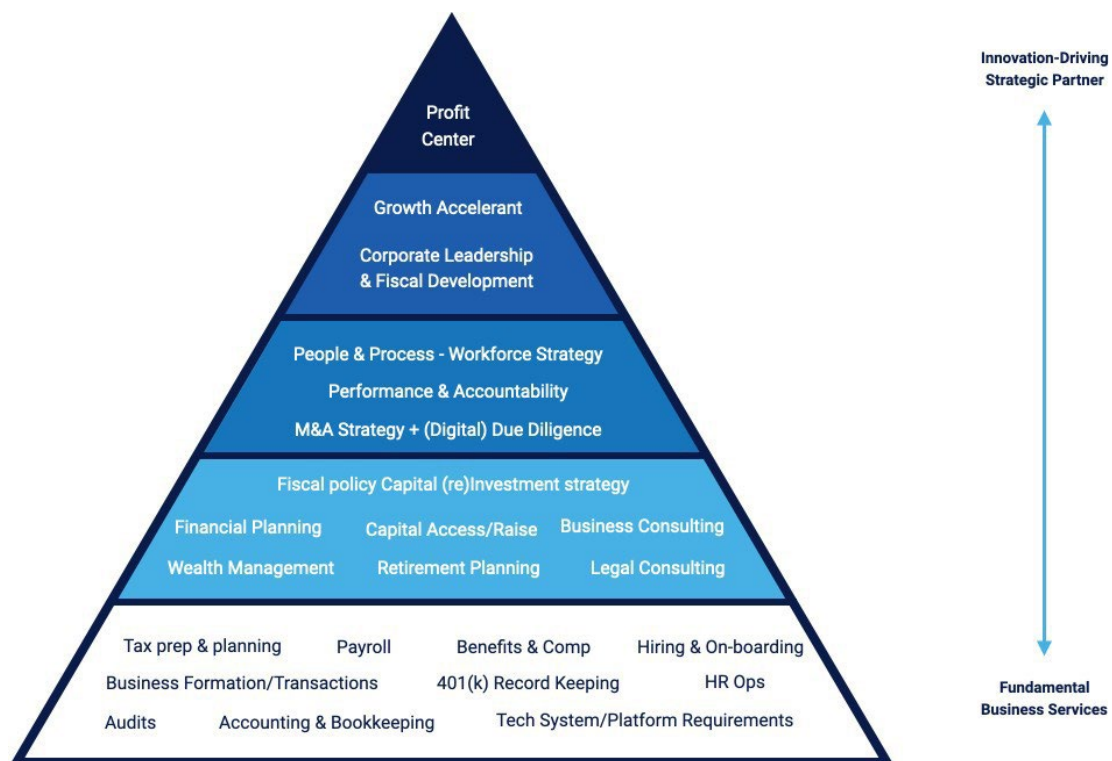 Innovation-Driving
Strategic Partner
Profit
Center
Growth Accelerant
Corporate Leadership
& Fiscal Development
People & Process - Workforce Strategy
Performance & Accountability
M&A Strategy + (Digital) Due Diligence
Fiscal policy Capital (re)Investment strategy
Financial Planning Capital Access/Raise Business Consulting
Wealth Management Retirement Planning Legal Consulting
Tax prep & planning Payroll Benefits & Comp Hiring & On-boarding
Business Formation/Transactions 401(k) Record Keeping HR Ops
Audits Accounting & Bookkeeping Tech System/Platform Requirements
Fundamental
Business Services